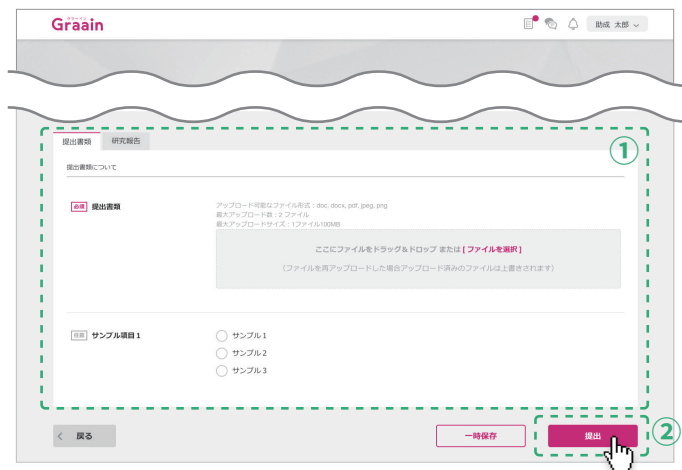 グラーイン
Graain
助成 太郎
提出書類 研究報告
①
提出書類について
必須 提出書類
アップロード可能なファイル形式：doc, docx, pdf, jpeg, png
最大アップロード数：2 ファイル
最大アップロードサイズ：1ファイル100MB
ここにファイルをドラッグ& ドロップ または [ ファイルを選択 ]
（ファイルを再アップロードした場合アップロード済みのファイルは上書きされます）
任意 サンプル項目 1
サンプル 1
サンプル 2
サンプル 3
戻る 一時保存 提出 ②